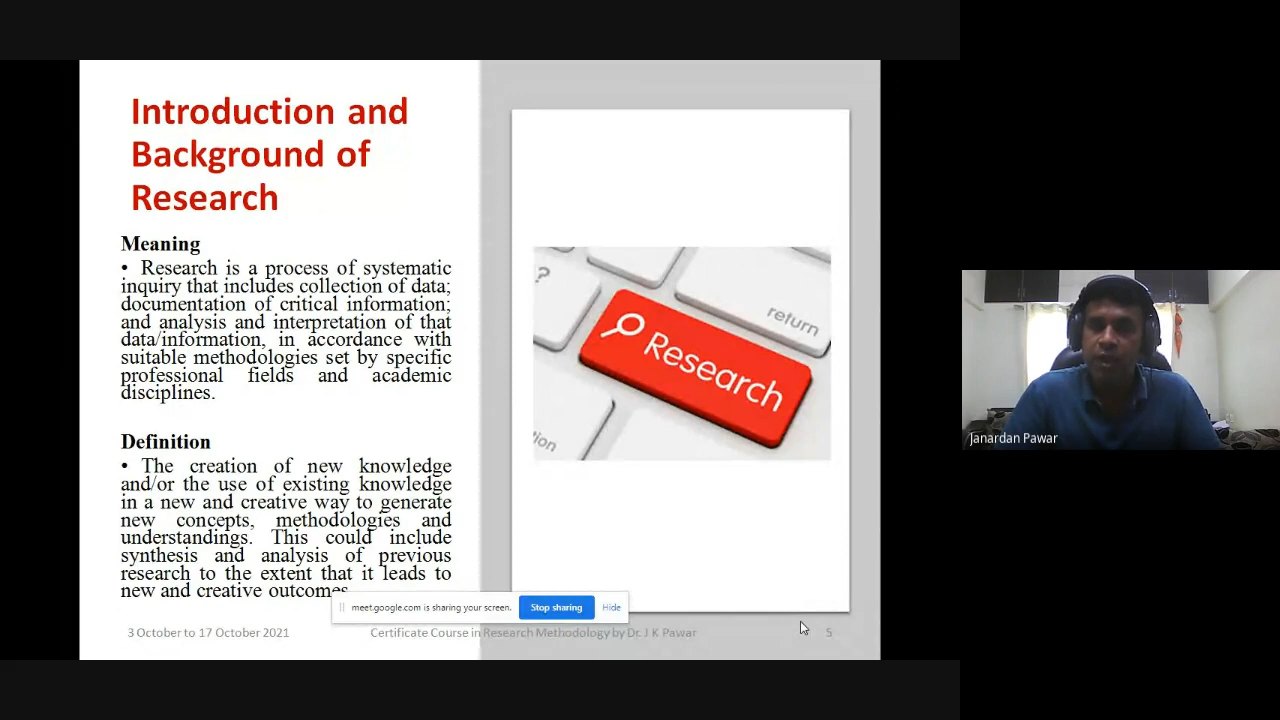 Introduction and
Background of
Research
Meaning
• Research is a process of systematic
inquiry that includes collection of data;
documentation of critical information;
and analysis and interpretation of that
data/information, in accordance with
suitable methodologies set by specific
professional fields and academic
disciplines.
Definition
• The creation of new knowledge
and/or the use of existing knowledge
in a new and creative way to generate
new concepts, methodologies and
understandings. This could include
synthesis and analysis of previous
research to the extent that it leads to
new and creative outcomes.
?
return
Research
tion
meet.google.com is sharing your screen.
Stop sharing
Hide
3 October to 17 October 2021
Certificate Course in Research Methodology by Dr. J K Pawar
5
Janardan Pawar